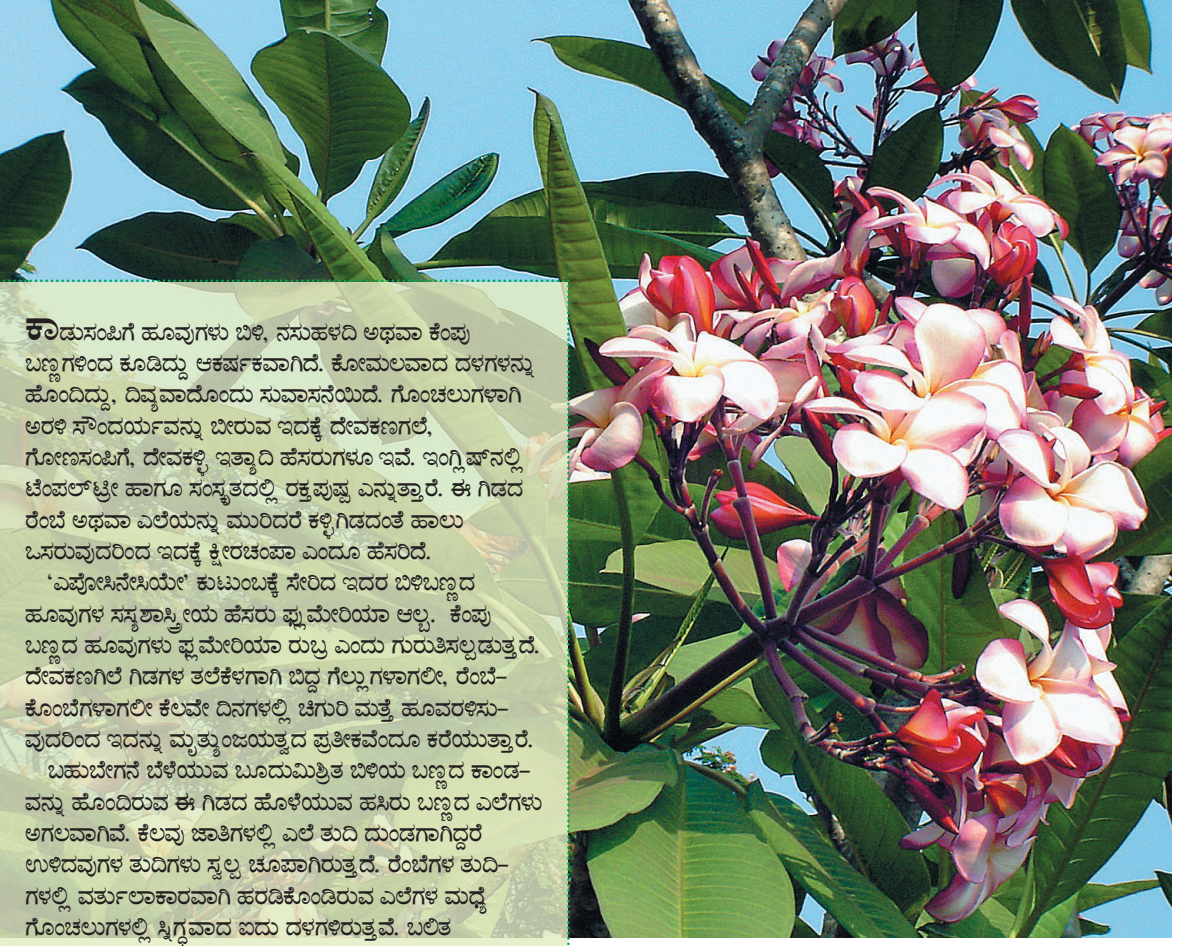 ಕಾಡುಸಂಪಿಗೆ ಹೂವುಗಳು ಬಿಳಿ, ನಸುಹಳದಿ ಅಥವಾ ಕೆಂಪು
ಬಣ್ಣಗಳಿಂದ ಕೂಡಿದ್ದು ಆಕರ್ಷಕವಾಗಿದೆ. ಕೋಮಲವಾದ ದಳಗಳನ್ನು
ಹೊಂದಿದ್ದು, ದಿವ್ಯವಾದೊಂದು ಸುವಾಸನೆಯಿದೆ. ಗೊಂಚಲುಗಳಾಗಿ
ಅರಳಿ ಸೌಂದರ್ಯವನ್ನು ಬೀರುವ ಇದಕ್ಕೆ ದೇವಕಣಗಲೆ,
ಗೋಣಸಂಪಿಗೆ, ದೇವಕಳ್ಳಿ ಇತ್ಯಾದಿ ಹೆಸರುಗಳೂ ಇವೆ. ಇಂಗ್ಲಿಷ್‌ನಲ್ಲಿ
ಟೆಂಪಲ್‌ಟ್ರೀ ಹಾಗೂ ಸಂಸ್ಕೃತದಲ್ಲಿ ರಕ್ತಪುಷ್ಪ ಎನ್ನುತ್ತಾರೆ. ಈ ಗಿಡದ
ರೆಂಬೆ ಅಥವಾ ಎಲೆಯನ್ನು ಮುರಿದರೆ ಕಳ್ಳಿಗಿಡದಂತೆ ಹಾಲು
ಒಸರುವುದರಿಂದ ಇದಕ್ಕೆ ಕ್ಷೀರಚಂಪಾ ಎಂದೂ ಹೆಸರಿದೆ.
‘ಎಪೋಸಿನೇಸಿಯೇ’ ಕುಟುಂಬಕ್ಕೆ ಸೇರಿದ ಇದರ ಬಿಳಿಬಣ್ಣದ
ಹೂವುಗಳ ಸಸ್ಯಶಾಸ್ತ್ರೀಯ ಹೆಸರು ಫ್ಲುಮೇರಿಯಾ ಆಲ್ಬ. ಕೆಂಪು
ಬಣ್ಣದ ಹೂವುಗಳು ಫ್ಲಮೇರಿಯಾ ರುಬ್ರ ಎಂದು ಗುರುತಿಸಲ್ಪಡುತ್ತದೆ.
ದೇವಕಣಗಿಲೆ ಗಿಡಗಳ ತಲೆಕೆಳಗಾಗಿ ಬಿದ್ದ ಗೆಲ್ಲುಗಳಾಗಲೀ, ರೆಂಬೆ-
ಕೊಂಬೆಗಳಾಗಲೀ ಕೆಲವೇ ದಿನಗಳಲ್ಲಿ ಚಿಗುರಿ ಮತ್ತೆ ಹೂವರಳಿಸು-
ವುದರಿಂದ ಇದನ್ನು ಮೃತ್ಯುಂಜಯತ್ವದ ಪ್ರತೀಕವೆಂದೂ ಕರೆಯುತ್ತಾರೆ.
ಬಹುಬೇಗನೆ ಬೆಳೆಯುವ ಬೂದುಮಿಶ್ರಿತ ಬಿಳಿಯ ಬಣ್ಣದ ಕಾಂಡ-
ವನ್ನು ಹೊಂದಿರುವ ಈ ಗಿಡದ ಹೊಳೆಯುವ ಹಸಿರು ಬಣ್ಣದ ಎಲೆಗಳು
ಅಗಲವಾಗಿವೆ. ಕೆಲವು ಜಾತಿಗಳಲ್ಲಿ ಎಲೆ ತುದಿ ದುಂಡಗಾಗಿದ್ದರೆ
ಉಳಿದವುಗಳ ತುದಿಗಳು ಸ್ವಲ್ಪ ಚೂಪಾಗಿರುತ್ತದೆ. ರೆಂಬೆಗಳ ತುದಿ-
ಗಳಲ್ಲಿ ವರ್ತುಲಾಕಾರವಾಗಿ ಹರಡಿಕೊಂಡಿರುವ ಎಲೆಗಳ ಮಧ್ಯೆ
ಗೊಂಚಲುಗಳಲ್ಲಿ ಸ್ನಿಗ್ಧವಾದ ಐದು ದಳಗಳಿರುತ್ತವೆ. ಬಲಿತ